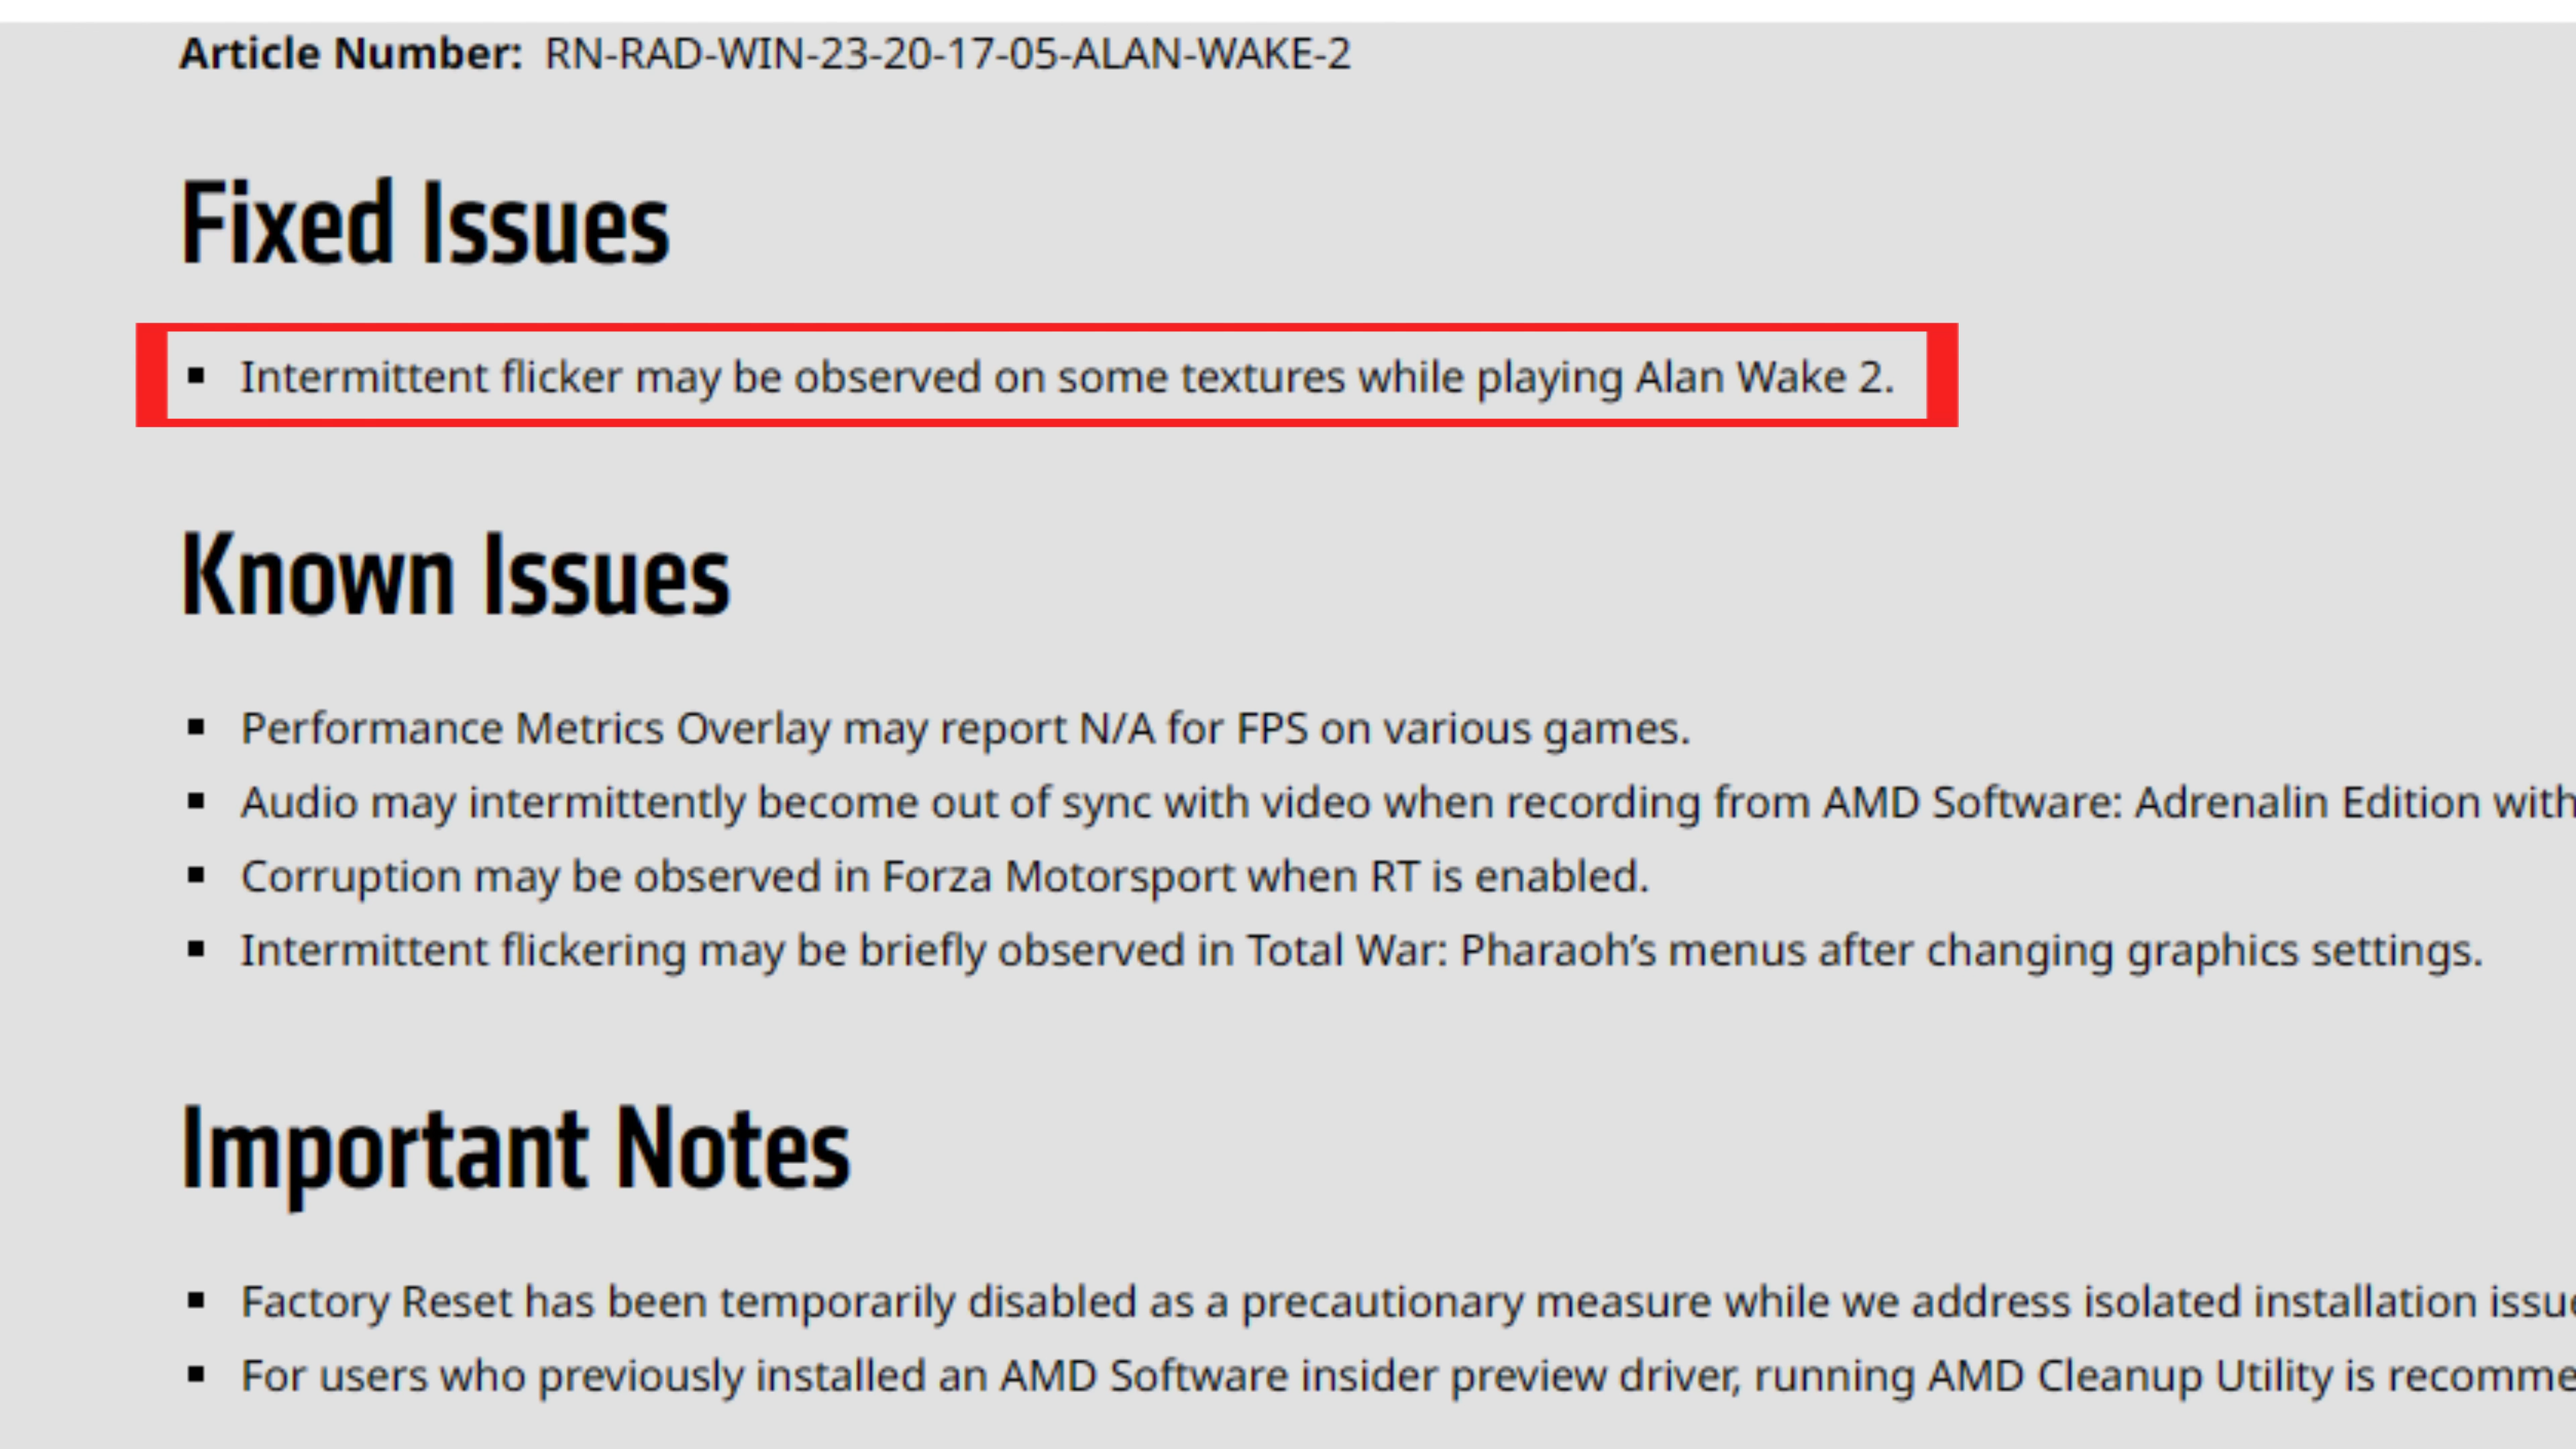 Article Number: RN-RAD-WIN-23-20-17-05-ALAN-WAKE-2
Fixed Issues
Intermittent flicker may be observed on some textures while playing Alan Wake 2.
Known Issues
Performance Metrics Overlay may report N/A for FPS on various games.
Audio may intermittently become out of sync with video when recording from AMD Software: Adrenalin Edition with
Corruption may be observed in Forza Motorsport when RT is enabled.
Intermittent flickering may be briefly observed in Total War: Pharaoh’s menus after changing graphics settings.
Important Notes
Factory Reset has been temporarily disabled as a precautionary measure while we address isolated installation
For users who previously installed an AMD Software insider preview driver, running AMD Cleanup Utility is